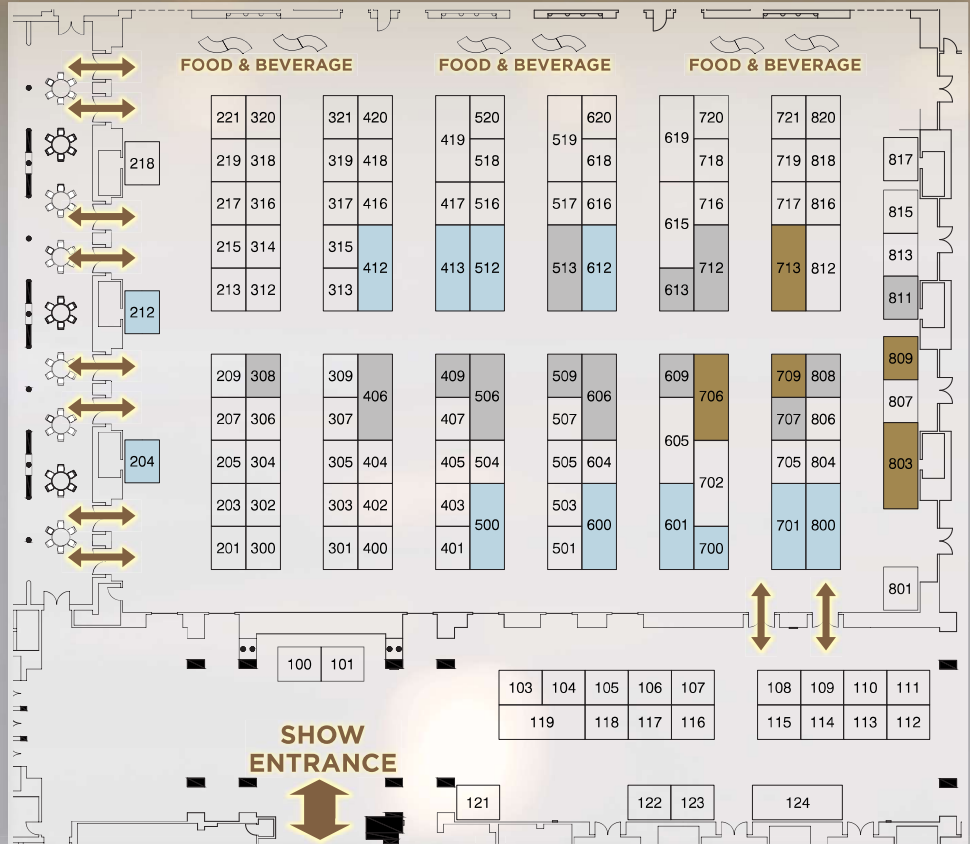 FOOD & BEVERAGE FOOD & BEVERAGE FOOD & BEVERAGE
221 320 321 420 419 520 519 620 619 720 721 820
219 318 319 418 518 618 718 719 818 817
218
217 316 317 416 417 516 517 616 615 716 717 816 815
215 314 315 412 413 512 513 612 712 713 812 813
213 312 313 613 811
212
209 308 309 406 409 506 509 606 609 706 709 808 809
207 306 307 407 507 605 707 806 807
205 304 305 404 405 504 505 604 702 705 804 803
204
203 302 303 402 403 500 503 600 601 701 800
201 300 301 400 401 501 700
801
100 101
103 104 105 106 107 108 109 110 111
119 118 117 116 115 114 113 112
SHOW
ENTRANCE
121 122 123 124